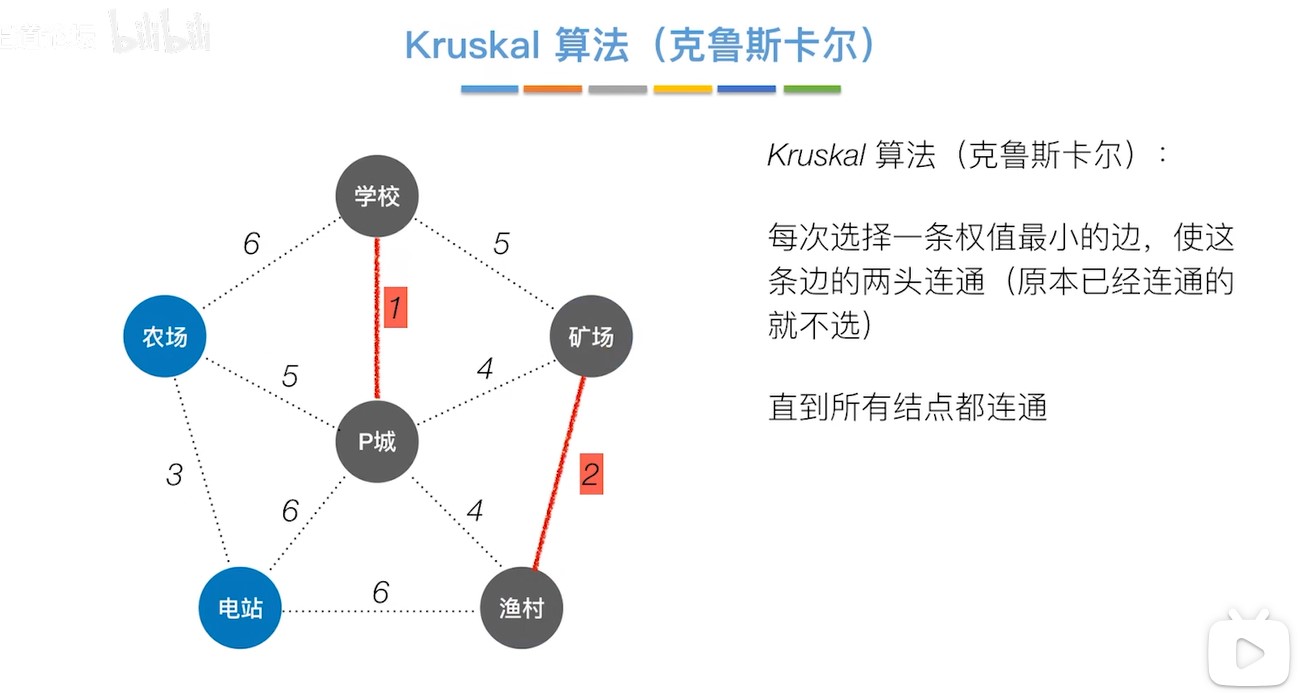 bilibili
Kruskal 算法（克鲁斯卡尔）
Kruskal 算法（克鲁斯卡尔）：
每次选择一条权值最小的边，使这
条边的两头连通（原本已经连通的
就不选）
直到所有结点都连通
学校
6
5
1
农场
矿场
5
4
P城
3
2
6
4
6
电站
渔村